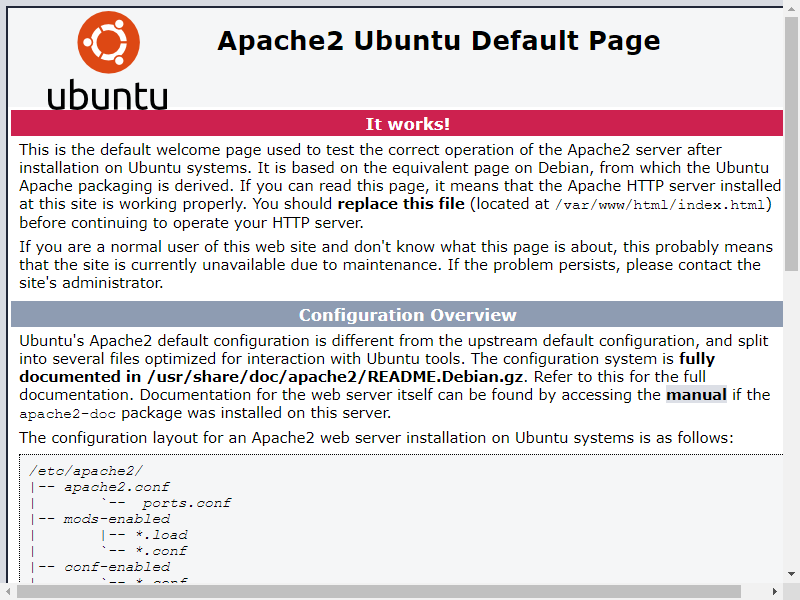 ubuntu
Apache2 Ubuntu Default Page
It works!
This is the default welcome page used to test the correct operation of the Apache2 server after
installation on Ubuntu systems. It is based on the equivalent page on Debian, from which the Ubuntu
Apache packaging is derived. If you can read this page, it means that the Apache HTTP server installed
at this site is working properly. You should replace this file (located at /var/www/html/index.html)
before continuing to operate your HTTP server.
If you are a normal user of this web site and don't know what this page is about, this probably means
that the site is currently unavailable due to maintenance. If the problem persists, please contact the
site's administrator.
Configuration Overview
Ubuntu's Apache2 default configuration is different from the upstream default configuration, and split
into several files optimized for interaction with Ubuntu tools. The configuration system is fully
documented in /usr/share/doc/apache2/README.Debian.gz. Refer to this for the full
documentation. Documentation for the web server itself can be found by accessing the manual if the
apache2-doc package was installed on this server.
The configuration layout for an Apache2 web server installation on Ubuntu systems is as follows:
/etc/apache2/
|-- apache2.conf
|       `--  ports.conf
|-- mods-enabled
|       |-- *.load
|       `-- *.conf
|-- conf-enabled
|       `-- *.conf